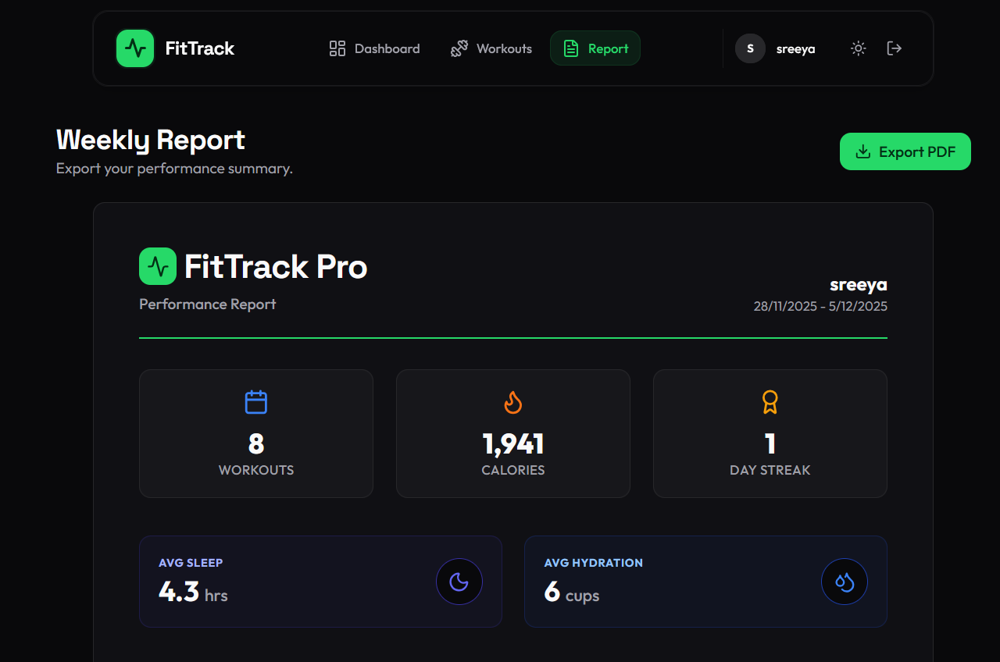 FitTrack
Dashboard
Workouts
Report
S
sreeya
Weekly Report
Export your performance summary.
Export PDF
FitTrack Pro
Performance Report
sreeya
28/11/2025 - 5/12/2025
8
WORKOUTS
1,941
CALORIES
1
DAY STREAK
AVG SLEEP
4.3 hrs
AVG HYDRATION
6 cups